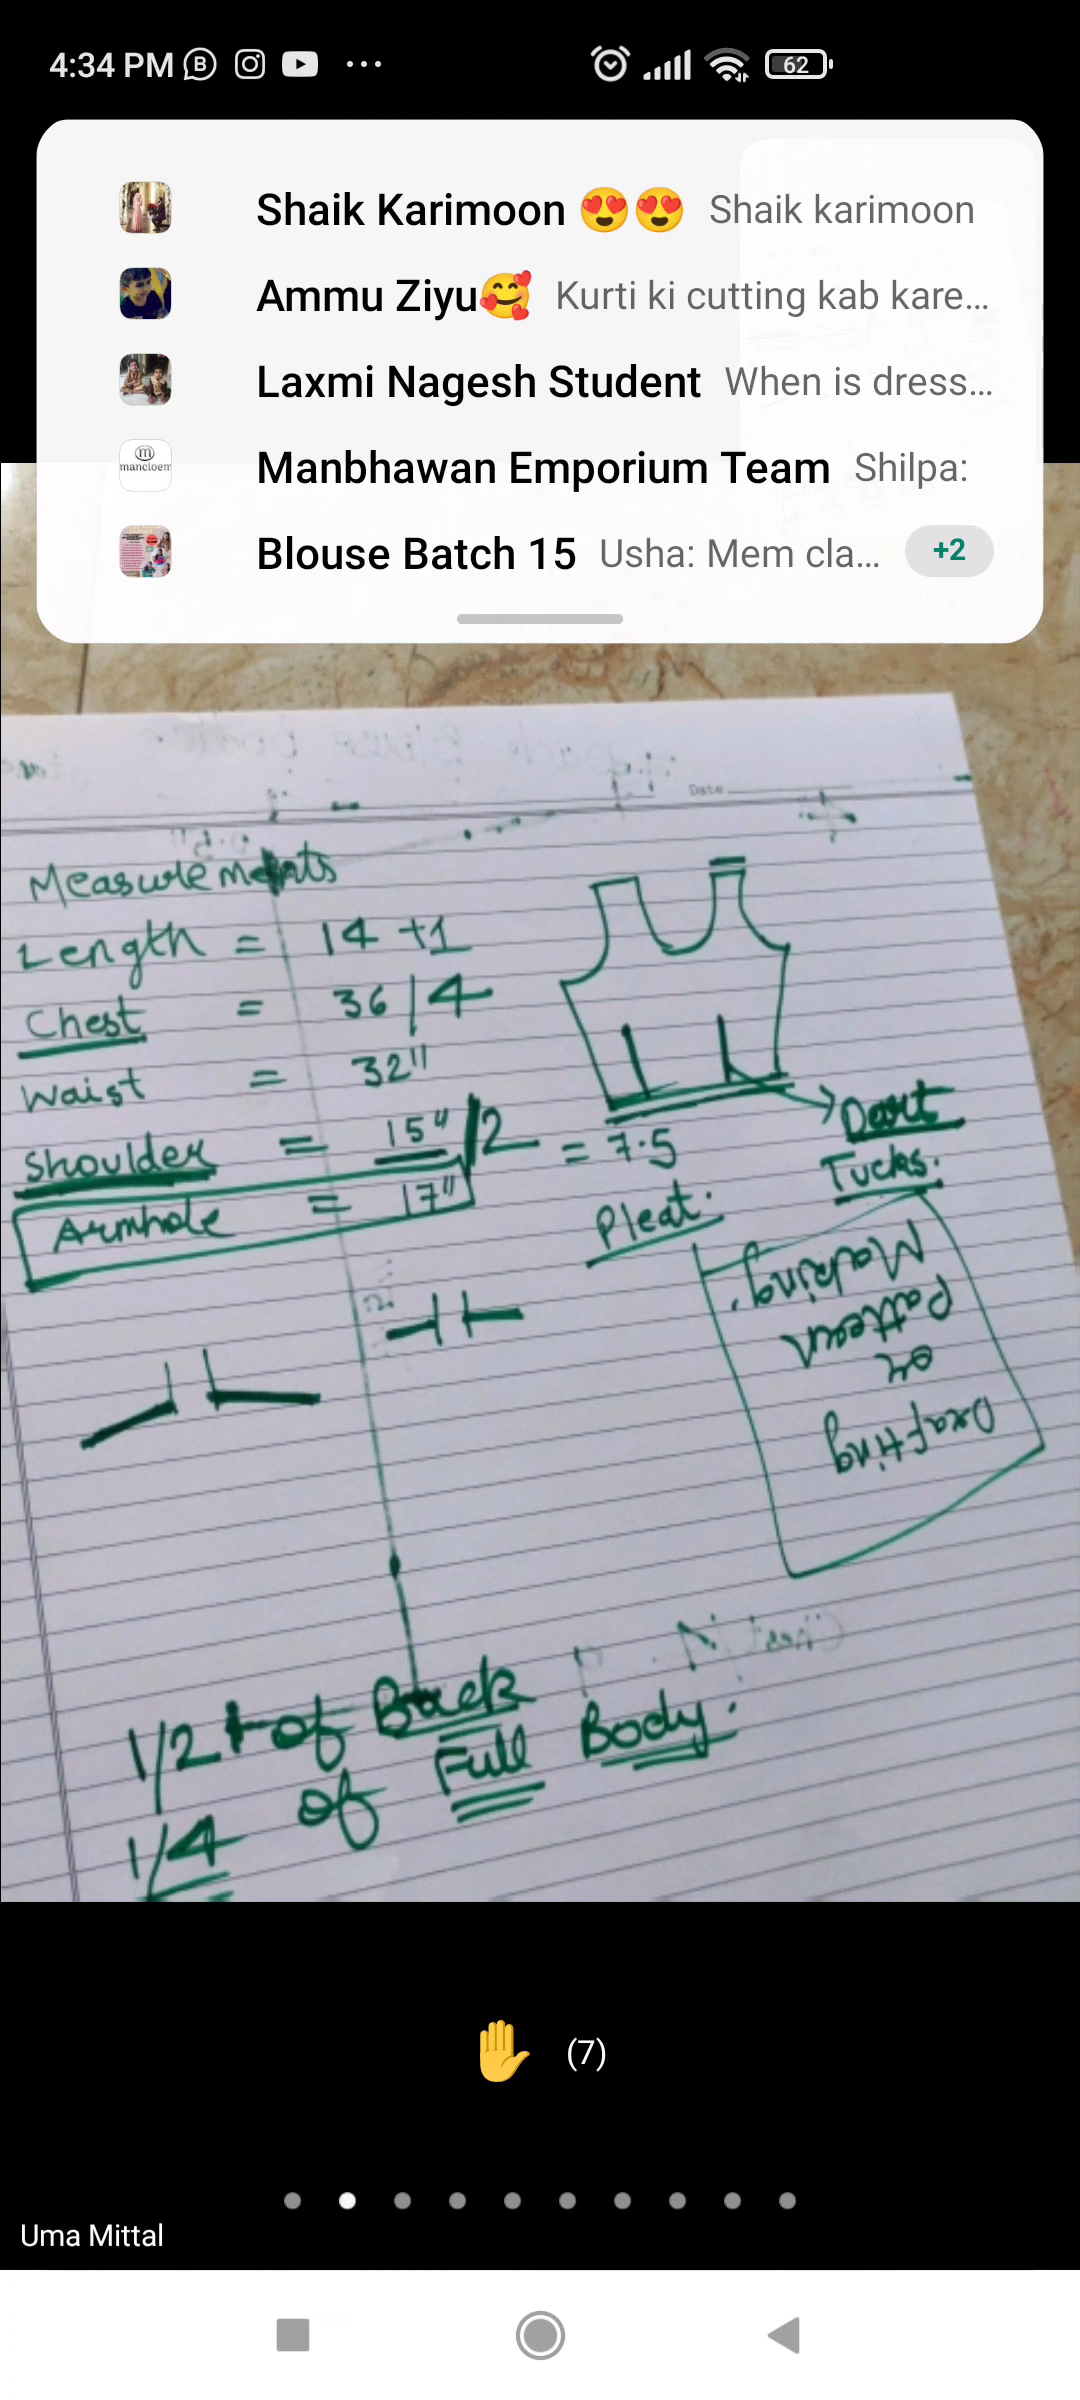 4:34 PM
62
Shaik Karimoon 😍😍 Shaik karimoon
Ammu Ziyu🥰 Kurti ki cutting kab kare...
Laxmi Nagesh Student When is dress...
mancloem
Manbhawan Emporium Team Shilpa:
Blouse Batch 15 Usha: Mem cla... +2
Date
Measurements
Length = 14 +1
Chest = 36/4
Waist = 32"
Shoulder = 15"/2 = 7.5
Armhole = 17"
Dart
Tucks.
Pleat.
Drafting
or
Pattern
Making.
1/2 of Back
1/4 of Full Body.
✋ (7)
Uma Mittal